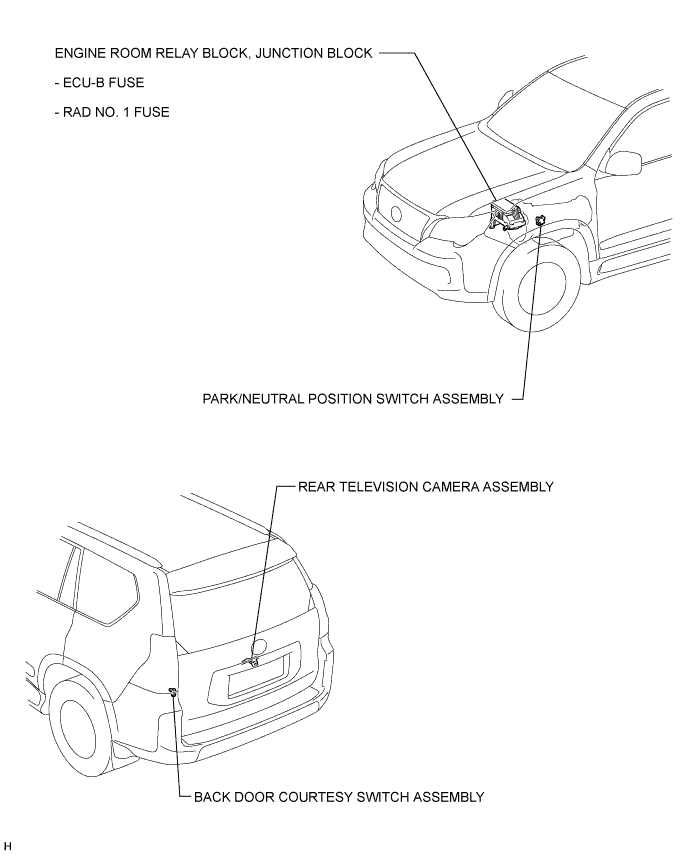 ENGINE ROOM RELAY BLOCK, JUNCTION BLOCK
- ECU-B FUSE
- RAD NO. 1 FUSE
PARK/NEUTRAL POSITION SWITCH ASSEMBLY
REAR TELEVISION CAMERA ASSEMBLY
BACK DOOR COURTESY SWITCH ASSEMBLY
H